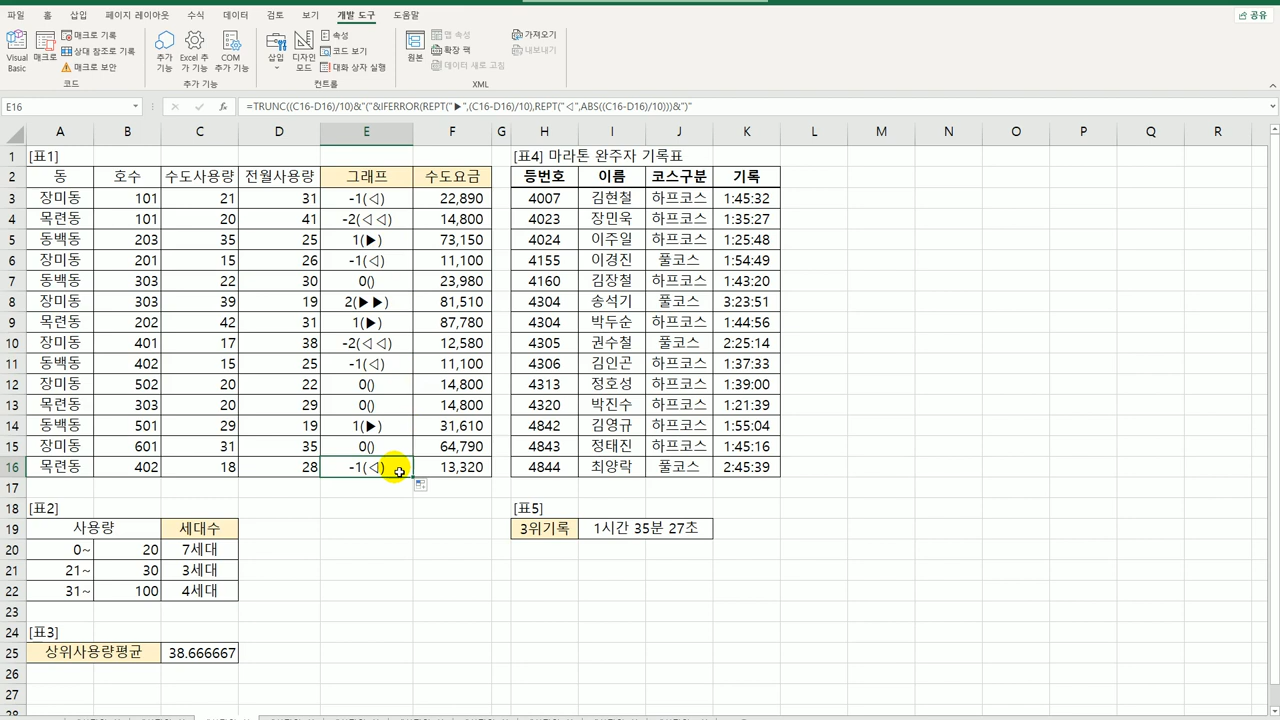 파일 홈 삽입 페이지 레이아웃 수식 데이터 검토 보기 개발 도구 도움말 공유
Visual Basic 매크로 매크로 기록 상대 참조로 기록 매크로 보안 추가 기능 Excel 추가 기능 COM 추가 기능 삽입 디자인 모드 속성 코드 보기 대화 상자 실행 원본 맵 속성 확장 팩 데이터 새로 고침 가져오기 내보내기
코드 추가 기능 컨트롤 XML
E16 fx =TRUNC((C16-D16)/10)&"("&IFERROR(REPT("▶",(C16-D16)/10),REPT("◁",ABS((C16-D16)/10)))&")"
A B C D E F G H I J K L M N O P Q R
1 [표1] [표4] 마라톤 완주자 기록표
2 동 호수 수도사용량 전월사용량 그래프 수도요금 등번호 이름 코스구분 기록
3 장미동 101 21 31 -1(◁) 22,890 4007 김현철 하프코스 1:45:32
4 목련동 101 20 41 -2(◁◁) 14,800 4023 장민욱 하프코스 1:35:27
5 동백동 203 35 25 1(▶) 73,150 4024 이주일 하프코스 1:25:48
6 장미동 201 15 26 -1(◁) 11,100 4155 이경진 풀코스 1:54:49
7 동백동 303 22 30 0() 23,980 4160 김장철 하프코스 1:43:20
8 장미동 303 39 19 2(▶▶) 81,510 4304 송석기 풀코스 3:23:51
9 목련동 202 42 31 1(▶) 87,780 4304 박두순 하프코스 1:44:56
10 장미동 401 17 38 -2(◁◁) 12,580 4305 권수철 풀코스 2:25:14
11 동백동 402 15 25 -1(◁) 11,100 4306 김인곤 하프코스 1:37:33
12 장미동 502 20 22 0() 14,800 4313 정호성 하프코스 1:39:00
13 목련동 303 20 29 0() 14,800 4320 박진수 하프코스 1:21:39
14 동백동 501 29 19 1(▶) 31,610 4842 김영규 하프코스 1:55:04
15 장미동 601 31 35 0() 64,790 4843 정태진 하프코스 1:45:16
16 목련동 402 18 28 -1(◁) 13,320 4844 최양락 풀코스 2:45:39
17
18 [표2] [표5]
19 사용량 세대수 3위기록 1시간 35분 27초
20 0~ 20 7세대
21 21~ 30 3세대
22 31~ 100 4세대
23
24 [표3]
25 상위사용량평균 38.666667
26
27
28